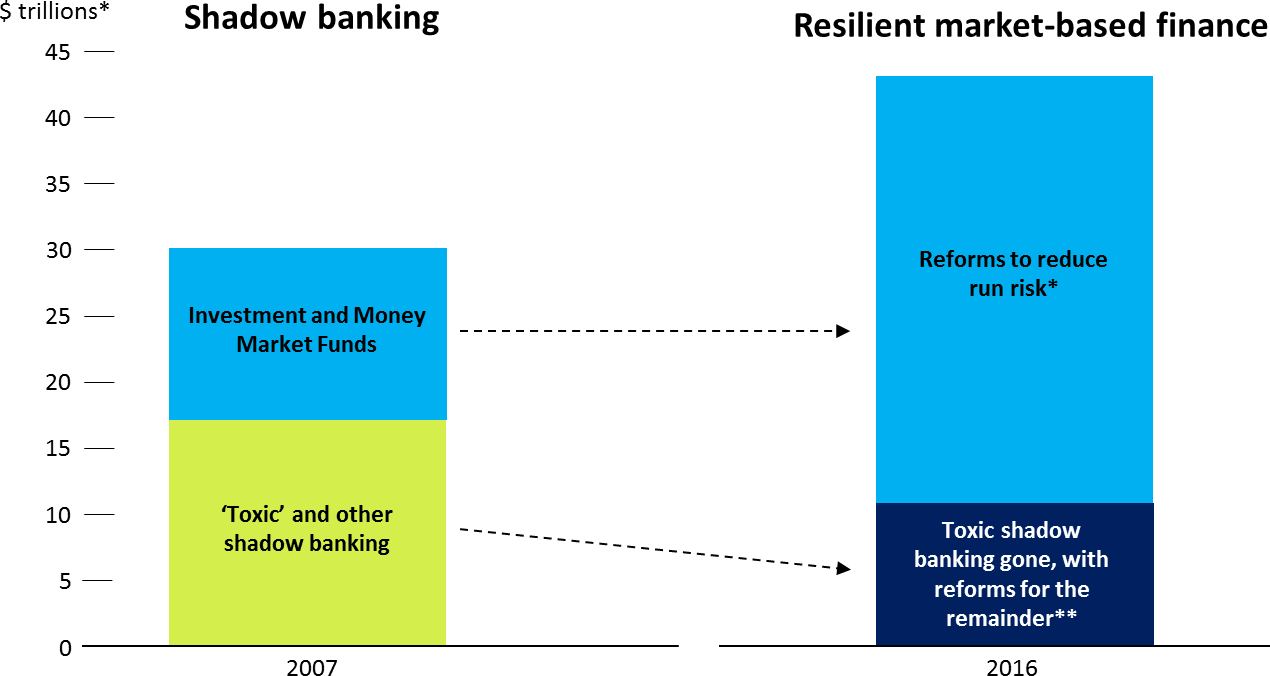 $ trillions*
Shadow banking
Resilient market-based finance
45
40
35
30
25
20
15
10
5
0
Investment and Money
Market Funds
‘Toxic’ and other
shadow banking
Reforms to reduce
run risk*
Toxic shadow
banking gone, with
reforms for the
remainder**
2007
2016